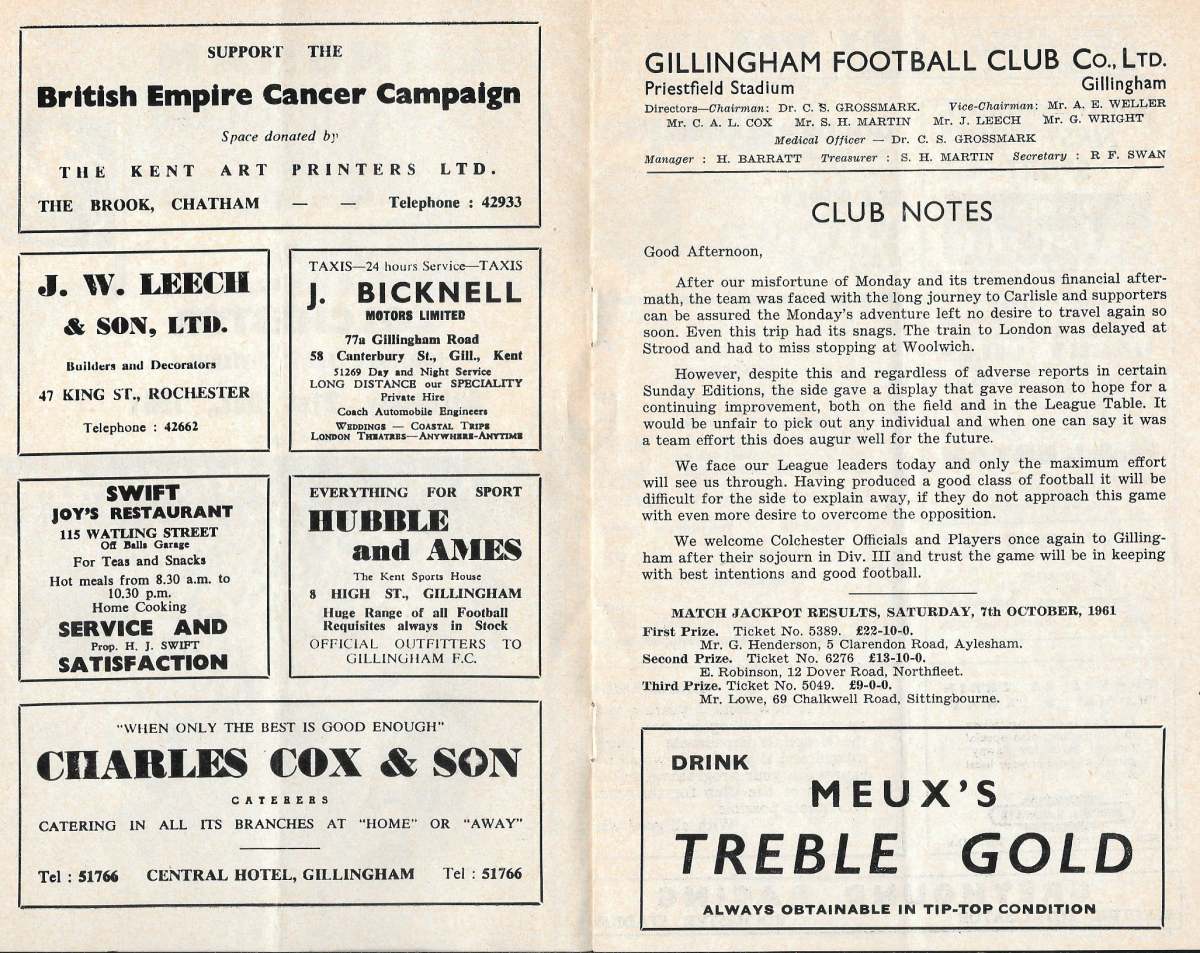 SUPPORT THE
British Empire Cancer Campaign
Space donated by
THE KENT ART PRINTERS LTD.
THE BROOK, CHATHAM — — Telephone : 42933
J. W. LEECH
& SON, LTD.
Builders and Decorators
47 KING ST., ROCHESTER
Telephone : 42662
TAXIS—24 hours Service—TAXIS
J. BICKNELL
MOTORS LIMITED
77a Gillingham Road
58 Canterbury St., Gill., Kent
51269 Day and Night Service
LONG DISTANCE our SPECIALITY
Private Hire
Coach Automobile Engineers
WEDDINGS — COASTAL TRIPS
LONDON THEATRES—ANYWHERE-ANYTIME
SWIFT
JOY'S RESTAURANT
115 WATLING STREET
Off Balls Garage
For Teas and Snacks
Hot meals from 8.30 a.m. to
10.30 p.m.
Home Cooking
SERVICE AND
Prop. H. J. SWIFT
SATISFACTION
EVERYTHING FOR SPORT
HUBBLE
and AMES
The Kent Sports House
8 HIGH ST., GILLINGHAM
Huge Range of all Football
Requisites always in Stock
OFFICIAL OUTFITTERS TO
GILLINGHAM F.C.
"WHEN ONLY THE BEST IS GOOD ENOUGH"
CHARLES COX & SON
CATERERS
CATERING IN ALL ITS BRANCHES AT "HOME" OR "AWAY"
Tel : 51766 CENTRAL HOTEL, GILLINGHAM Tel : 51766
GILLINGHAM FOOTBALL CLUB Co., LTD.
Priestfield Stadium Gillingham
Directors—Chairman: Dr. C. S. GROSSMARK. Vice-Chairman: Mr. A. E. WELLER
Mr. C. A. L. COX Mr. S. H. MARTIN Mr. J. LEECH Mr. G. WRIGHT
Medical Officer — Dr. C. S. GROSSMARK
Manager : H. BARRATT Treasurer : S. H. MARTIN Secretary : R F. SWAN
CLUB NOTES
Good Afternoon,
After our misfortune of Monday and its tremendous financial after-
math, the team was faced with the long journey to Carlisle and supporters
can be assured the Monday's adventure left no desire to travel again so
soon. Even this trip had its snags. The train to London was delayed at
Strood and had to miss stopping at Woolwich.
However, despite this and regardless of adverse reports in certain
Sunday Editions, the side gave a display that gave reason to hope for a
continuing improvement, both on the field and in the League Table. It
would be unfair to pick out any individual and when one can say it was
a team effort this does augur well for the future.
We face our League leaders today and only the maximum effort
will see us through. Having produced a good class of football it will be
difficult for the side to explain away, if they do not approach this game
with even more desire to overcome the opposition.
We welcome Colchester Officials and Players once again to Gilling-
ham after their sojourn in Div. III and trust the game will be in keeping
with best intentions and good football.
MATCH JACKPOT RESULTS, SATURDAY, 7th OCTOBER, 1961
First Prize. Ticket No. 5389. £22-10-0.
Mr. G. Henderson, 5 Clarendon Road, Aylesham.
Second Prize. Ticket No. 6276 £13-10-0.
E. Robinson, 12 Dover Road, Northfleet.
Third Prize. Ticket No. 5049. £9-0-0.
Mr. Lowe, 69 Chalkwell Road, Sittingbourne.
DRINK
MEUX'S
TREBLE GOLD
ALWAYS OBTAINABLE IN TIP-TOP CONDITION